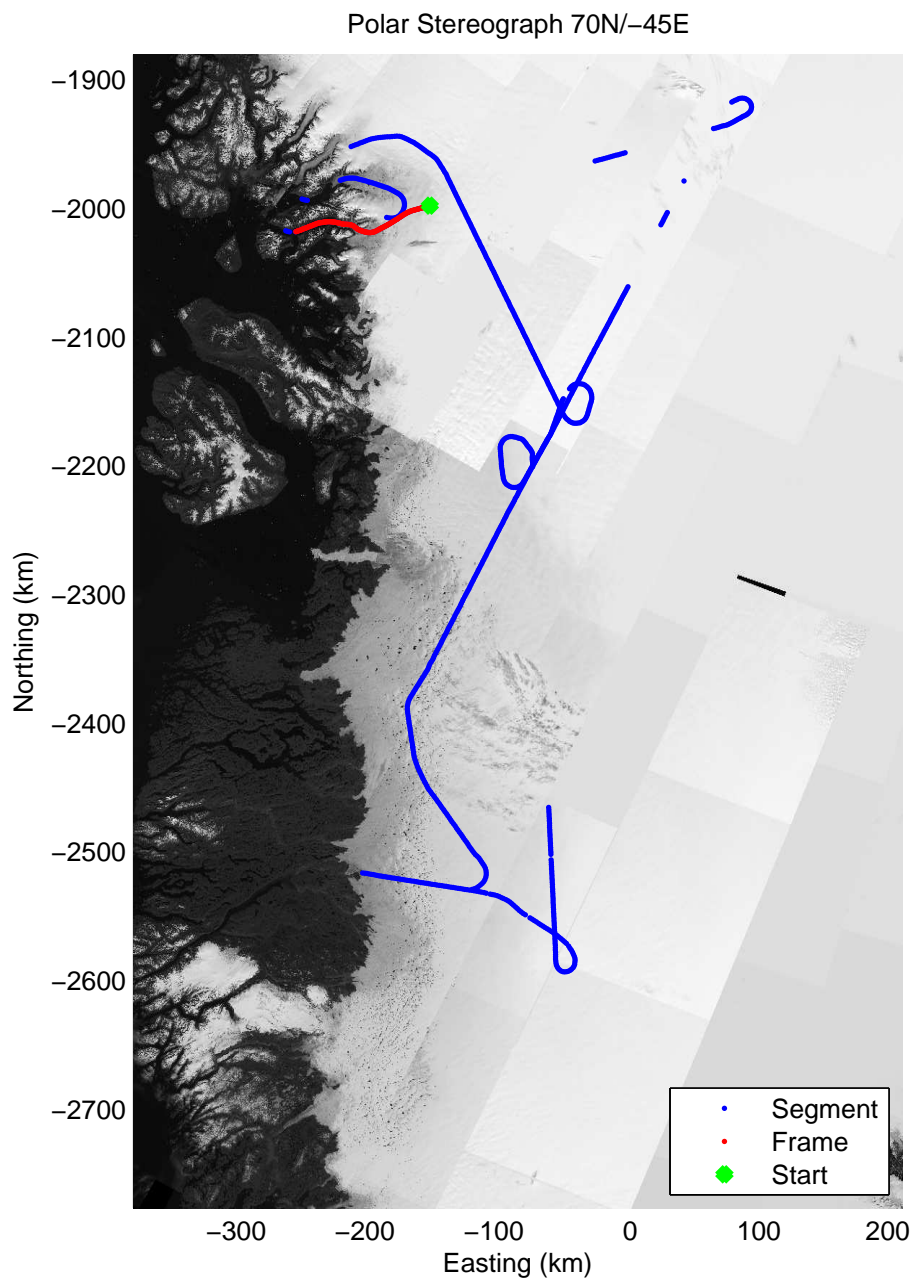 Polar Stereograph 70N/−45E
−1900
−2000
−2100
−2200
−2300
−2400
−2500
−2600
−2700
Northing (km)
−300 −200 −100 0 100 200
Easting (km)
Segment
Frame
Start